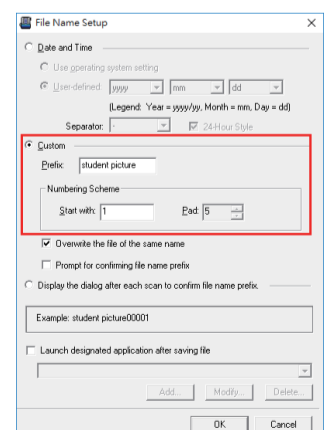 File Name Setup
Date and Time
Use operating system setting
User-defined: yyyy mm dd
(Legend: Year = yyyy/yy, Month = mm, Day = dd)
Separator: - 24-Hour Style
Custom
Prefix: student picture
Numbering Scheme
Start with: 1 Pad: 5
Overwrite the file of the same name
Prompt for confirming file name prefix
Display the dialog after each scan to confirm file name prefix.
Example: student picture00001
Launch designated application after saving file
Add... Modify... Delete...
OK Cancel